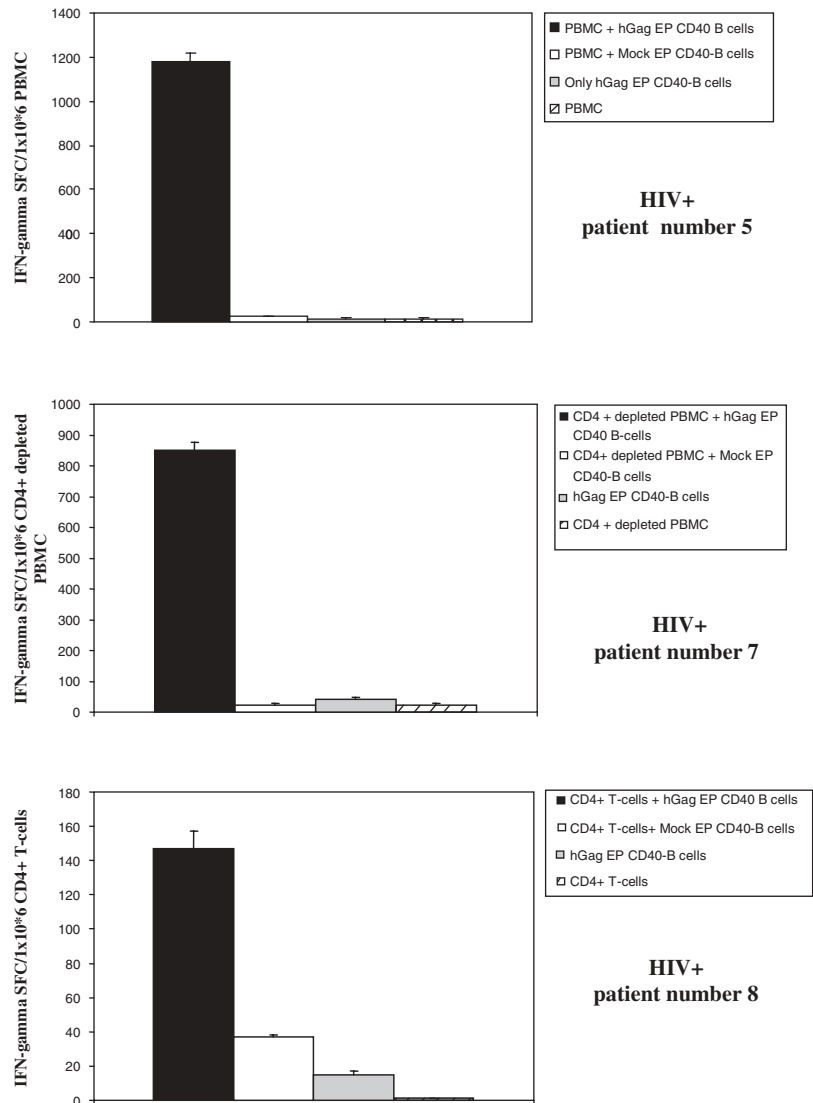 IFN-gamma SFC/1x10*6 PBMC
1400
1200
1000
800
600
400
200
0
PBMC + hGag EP CD40 B cells
PBMC + Mock EP CD40-B cells
Only hGag EP CD40-B cells
PBMC
HIV+
patient number 5
IFN-gamma SFC/1x10*6 CD4+ depleted
PBMC
1000
900
800
700
600
500
400
300
200
100
0
CD4 + depleted PBMC + hGag EP
CD40 B-cells
CD4+ depleted PBMC + Mock EP
CD40-B cells
hGag EP CD40-B cells
CD4 + depleted PBMC
HIV+
patient number 7
IFN-gamma SFC/1x10*6 CD4+ T-cells
180
160
140
120
100
80
60
40
20
0
CD4+ T-cells + hGag EP CD40 B cells
CD4+ T-cells+ Mock EP CD40-B cells
hGag EP CD40-B cells
CD4+ T-cells
HIV+
patient number 8